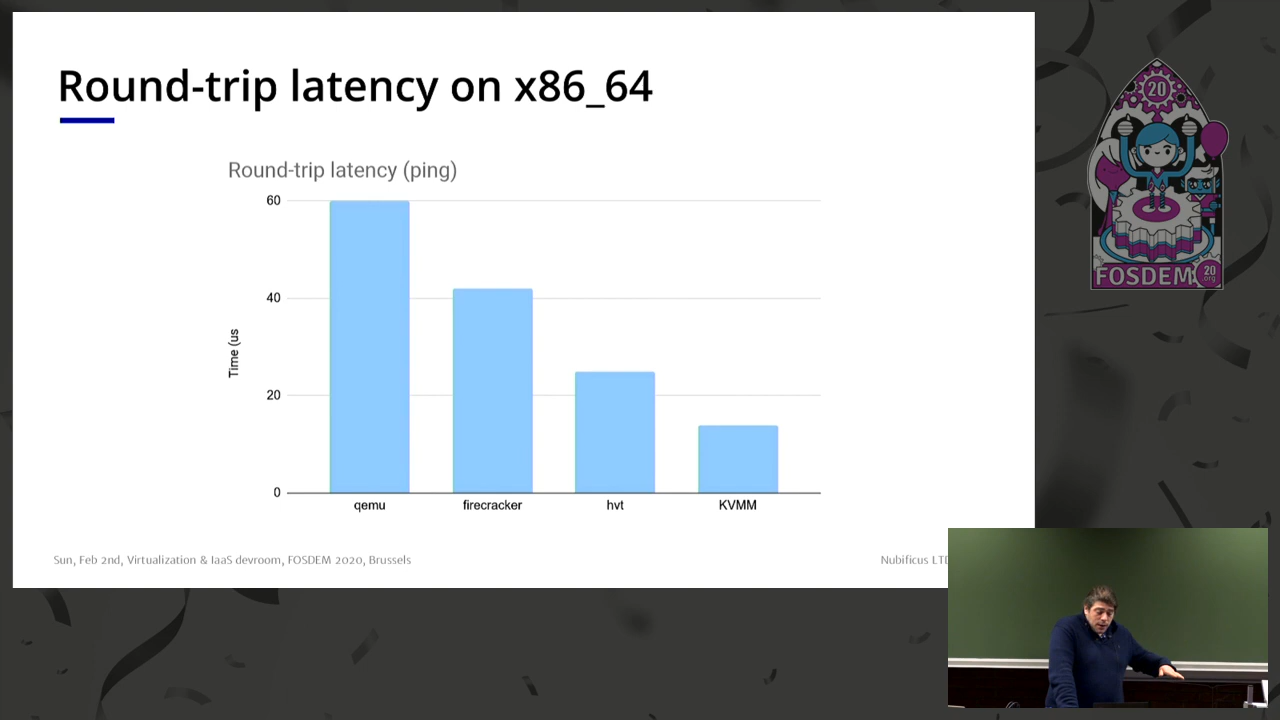 Round-trip latency on x86_64
Round-trip latency (ping)
60
40
20
0
Time (us
qemu
firecracker
hvt
KVMM
Sun, Feb 2nd, Virtualization & IaaS devroom, FOSDEM 2020, Brussels
Nubificus LTD
20
FOSDEM
20
.org